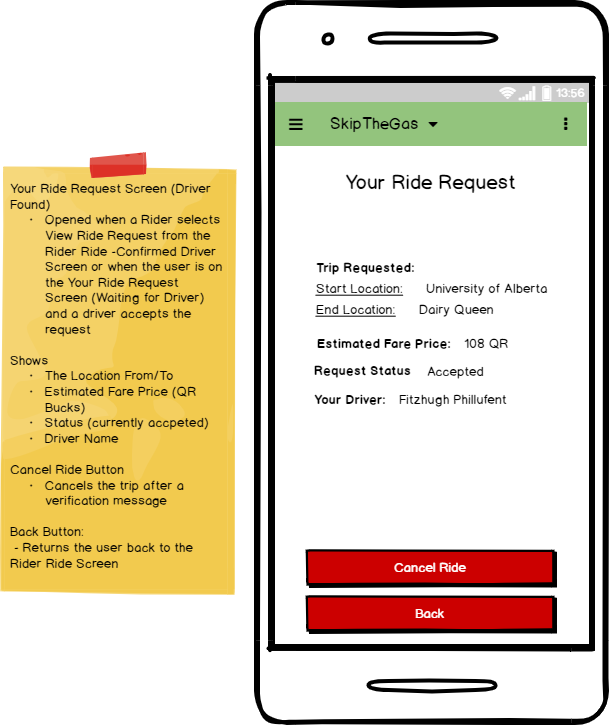 Your Ride Request Screen (Driver
Found)
· Opened when a Rider selects
View Ride Request from the
Rider Ride -Confirmed Driver
Screen or when the user is on
the Your Ride Request
Screen (Waiting for Driver)
and a driver accepts the
request
Shows
· The Location From/To
· Estimated Fare Price (QR
Bucks)
· Status (currently accpeted)
· Driver Name
Cancel Ride Button
· Cancels the trip after a
verification message
Back Button:
- Returns the user back to the
Rider Ride Screen
13:56
SkipTheGas
Your Ride Request
Trip Requested:
Start Location: University of Alberta
End Location: Dairy Queen
Estimated Fare Price: 108 QR
Request Status Accepted
Your Driver: Fitzhugh Phillufent
Cancel Ride
Back